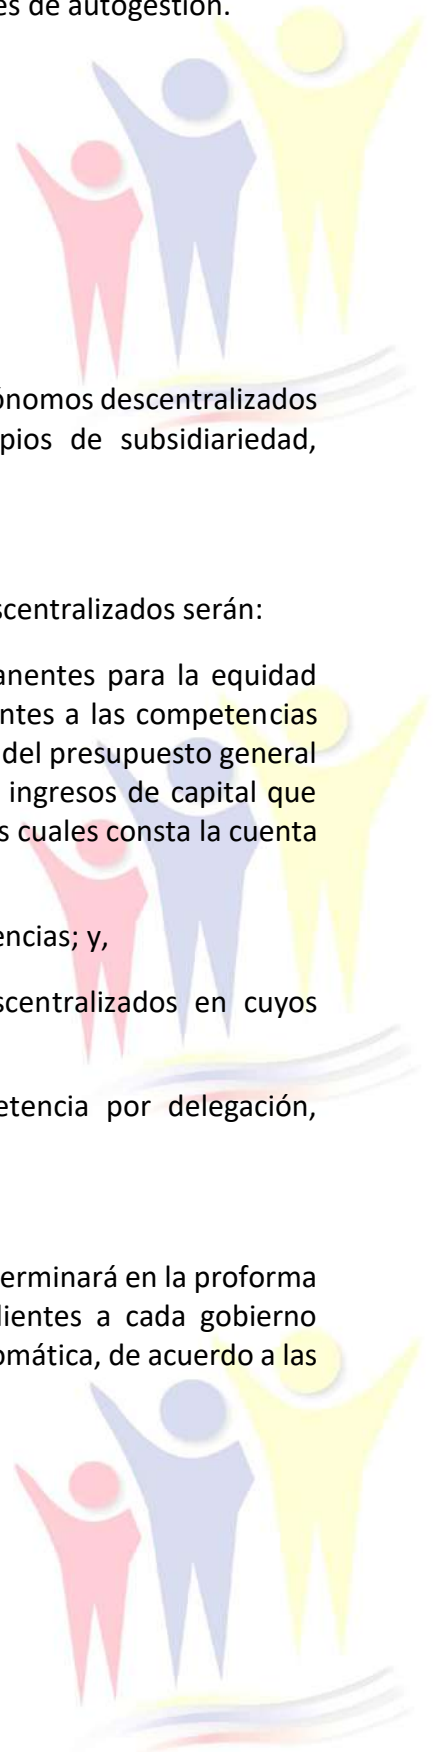 es de autogestión.
ónomos descentralizados
pios de subsidiariedad,
scentralizados serán:
anentes para la equidad
ntes a las competencias
del presupuesto general
ingresos de capital que
s cuales consta la cuenta
encias; y,
scentralizados en cuyos
petencia por delegación,
terminará en la proforma
dientes a cada gobierno
omática, de acuerdo a las